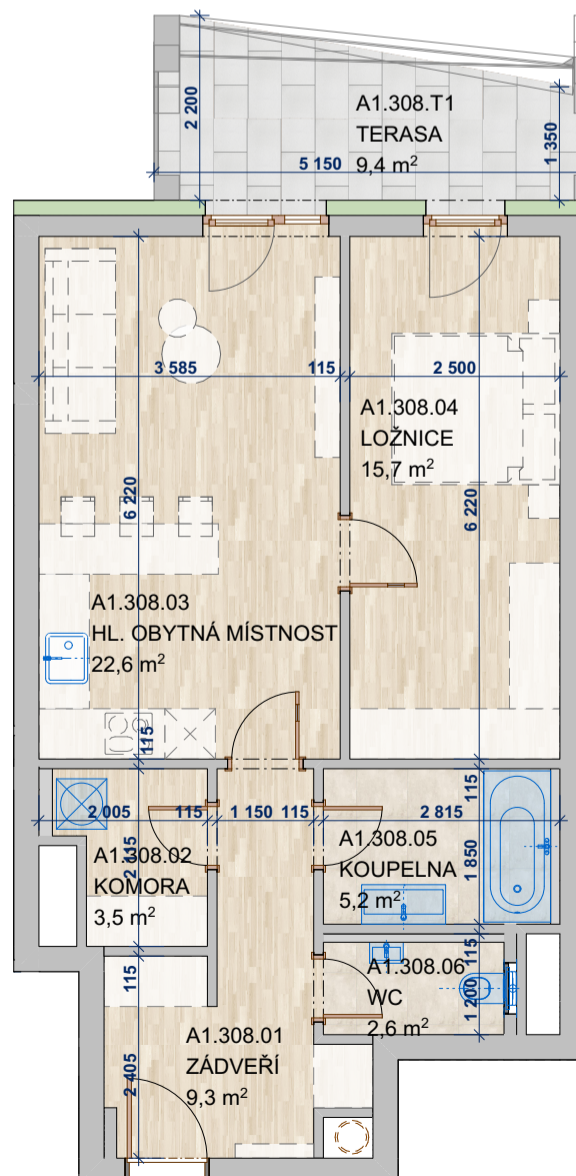 A1.308.T1
TERASA
9,4 m²
2 200
5 150
1 350
3 585
115
2 500
A1.308.04
LOŽNICE
15,7 m²
6 220
6 220
A1.308.03
HL. OBYTNÁ MÍSTNOST
22,6 m²
115
115
2 005
115
1 150
115
2 815
A1.308.02
KOMORA
3,5 m²
A1.308.05
KOUPELNA
5,2 m²
1 850
115
115
A1.308.06
WC
2,6 m²
1 200
A1.308.01
ZÁDVEŘÍ
9,3 m²
2 405